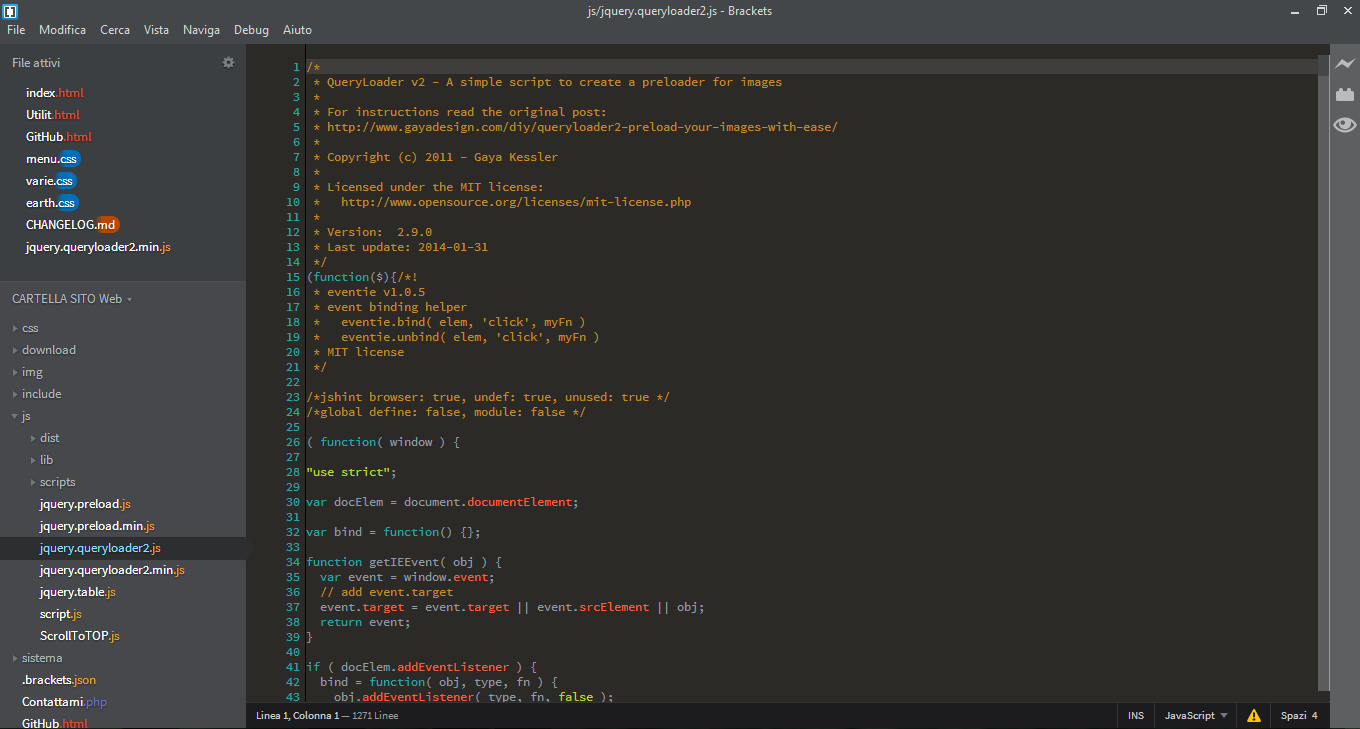 js/jquery.queryloader2.js - Brackets
File Modifica Cerca Vista Naviga Debug Aiuto
File attivi
index.html
Utilit.html
GitHub.html
menu.css
varie.css
earth.css
CHANGELOG.md
jquery.queryloader2.min.js
CARTELLA SITO Web
css
download
img
include
js
dist
lib
scripts
jquery.preload.js
jquery.preload.min.js
jquery.queryloader2.js
jquery.queryloader2.min.js
jquery.table.js
script.js
ScrollToTOP.js
sistema
.brackets.json
Contattami.php
GitHub.html
1 /*
2  * QueryLoader v2 - A simple script to create a preloader for images
3  *
4  * For instructions read the original post:
5  * http://www.gayadesign.com/diy/queryloader2-preload-your-images-with-ease/
6  *
7  * Copyright (c) 2011 - Gaya Kessler
8  *
9  * Licensed under the MIT license:
10  *   http://www.opensource.org/licenses/mit-license.php
11  *
12  * Version:  2.9.0
13  * Last update: 2014-01-31
14  */
15 (function($){/*!
16  * eventie v1.0.5
17  * event binding helper
18  *   eventie.bind( elem, 'click', myFn )
19  *   eventie.unbind( elem, 'click', myFn )
20  * MIT license
21  */
22
23 /*jshint browser: true, undef: true, unused: true */
24 /*global define: false, module: false */
25
26 ( function( window ) {
27
28 "use strict";
29
30 var docElem = document.documentElement;
31
32 var bind = function() {};
33
34 function getIEEvent( obj ) {
35   var event = window.event;
36   // add event.target
37   event.target = event.target || event.srcElement || obj;
38   return event;
39 }
40
41 if ( docElem.addEventListener ) {
42   bind = function( obj, type, fn ) {
43     obj.addEventListener( type, fn, false );
Linea 1, Colonna 1 — 1271 Linee
INS JavaScript Spazi 4